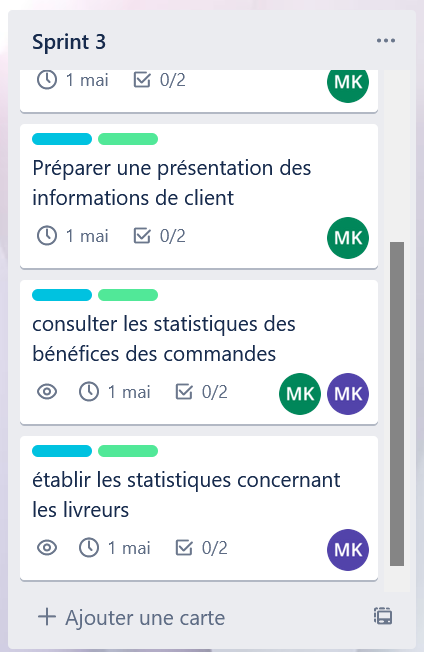 Sprint 3
1 mai 0/2 MK
Préparer une présentation des
informations de client
1 mai 0/2 MK
consulter les statistiques des
bénéfices des commandes
1 mai 0/2 MK MK
établir les statistiques concernant
les livreurs
1 mai 0/2 MK
Ajouter une carte